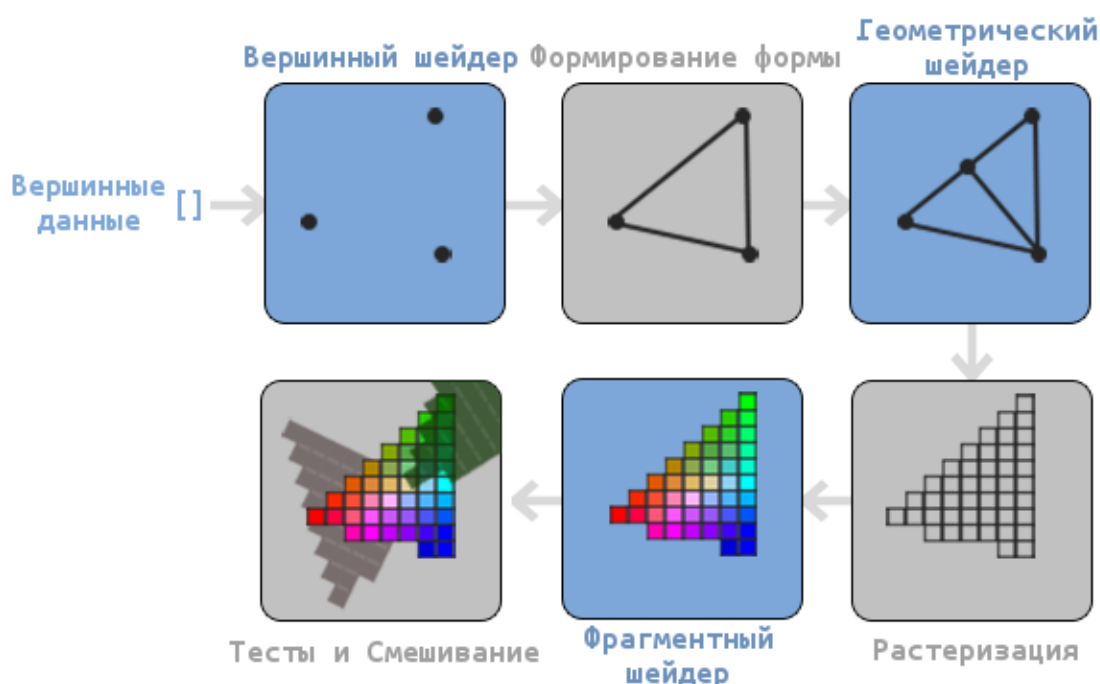 Вершинный шейдер
Формирование формы
Геометрический
шейдер
Вершинные
данные
[]
Тесты и Смешивание
Фрагментный
шейдер
Растеризация